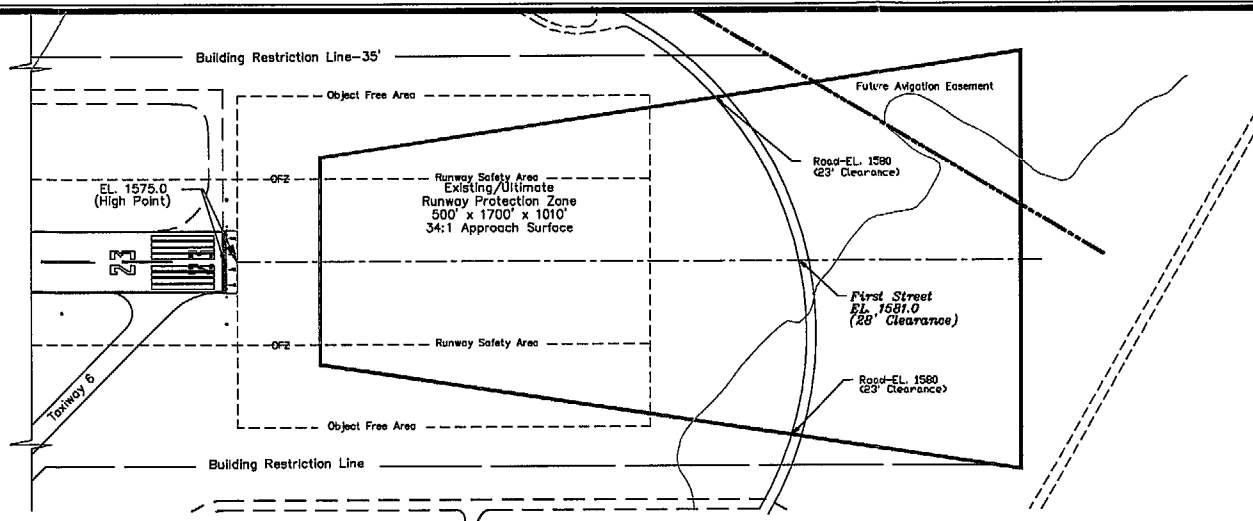 Building Restriction Line-35'
Object Free Area
Future Avigation Easement
Road-EL. 1580
(23' Clearance)
OFZ
Runway Safety Area
EL. 1575.0
(High Point)
Existing/Ultimate
Runway Protection Zone
500' x 1700' x 1010'
34:1 Approach Surface
23
First Street
EL. 1581.0
(28' Clearance)
OFZ
Runway Safety Area
Taxiway 6
Road-EL. 1580
(23' Clearance)
Object Free Area
Building Restriction Line